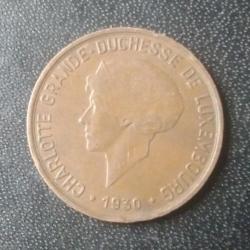 CHARLOTTE GRANDE-DUCHESSE DE LUXEMBOURG
· 1930 ·